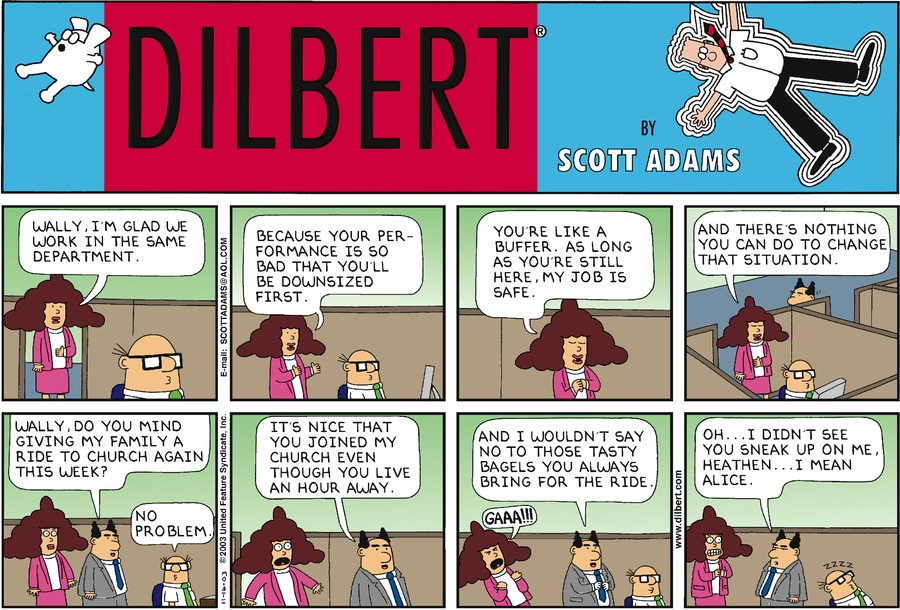 DILBERT®
BY
SCOTT ADAMS
WALLY, I'M GLAD WE
WORK IN THE SAME
DEPARTMENT.
E-mail: SCOTTADAMS@AOL.COM
BECAUSE YOUR PER-
FORMANCE IS SO
BAD THAT YOU'LL
BE DOWNSIZED
FIRST.
YOU'RE LIKE A
BUFFER. AS LONG
AS YOU'RE STILL
HERE, MY JOB IS
SAFE.
AND THERE'S NOTHING
YOU CAN DO TO CHANGE
THAT SITUATION.
WALLY, DO YOU MIND
GIVING MY FAMILY A
RIDE TO CHURCH AGAIN
THIS WEEK?
NO
PROBLEM.
11-16-03 ©2003 United Feature Syndicate, Inc.
IT'S NICE THAT
YOU JOINED MY
CHURCH EVEN
THOUGH YOU LIVE
AN HOUR AWAY.
AND I WOULDN'T SAY
NO TO THOSE TASTY
BAGELS YOU ALWAYS
BRING FOR THE RIDE.
GAAA!!!
www.dilbert.com
OH...I DIDN'T SEE
YOU SNEAK UP ON ME,
HEATHEN...I MEAN
ALICE.
ZZZZ